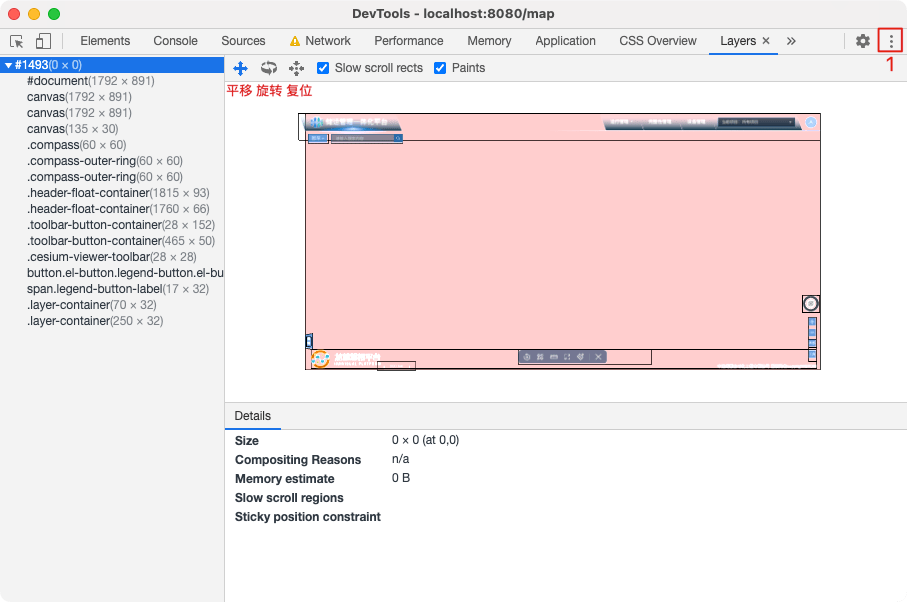 DevTools - localhost:8080/map
Elements Console Sources Network Performance Memory Application CSS Overview Layers × »
1
#1493(0 × 0)
#document(1792 × 891)
canvas(1792 × 891)
canvas(1792 × 891)
canvas(135 × 30)
.compass(60 × 60)
.compass-outer-ring(60 × 60)
.compass-outer-ring(60 × 60)
.header-float-container(1815 × 93)
.header-float-container(1760 × 66)
.toolbar-button-container(28 × 152)
.toolbar-button-container(465 × 50)
.cesium-viewer-toolbar(28 × 28)
button.el-button.legend-button.el-bu
span.legend-button-label(17 × 32)
.layer-container(70 × 32)
.layer-container(250 × 32)
Slow scroll rects Paints
平移 旋转 复位
Details
Size 0 × 0 (at 0,0)
Compositing Reasons n/a
Memory estimate 0 B
Slow scroll regions
Sticky position constraint